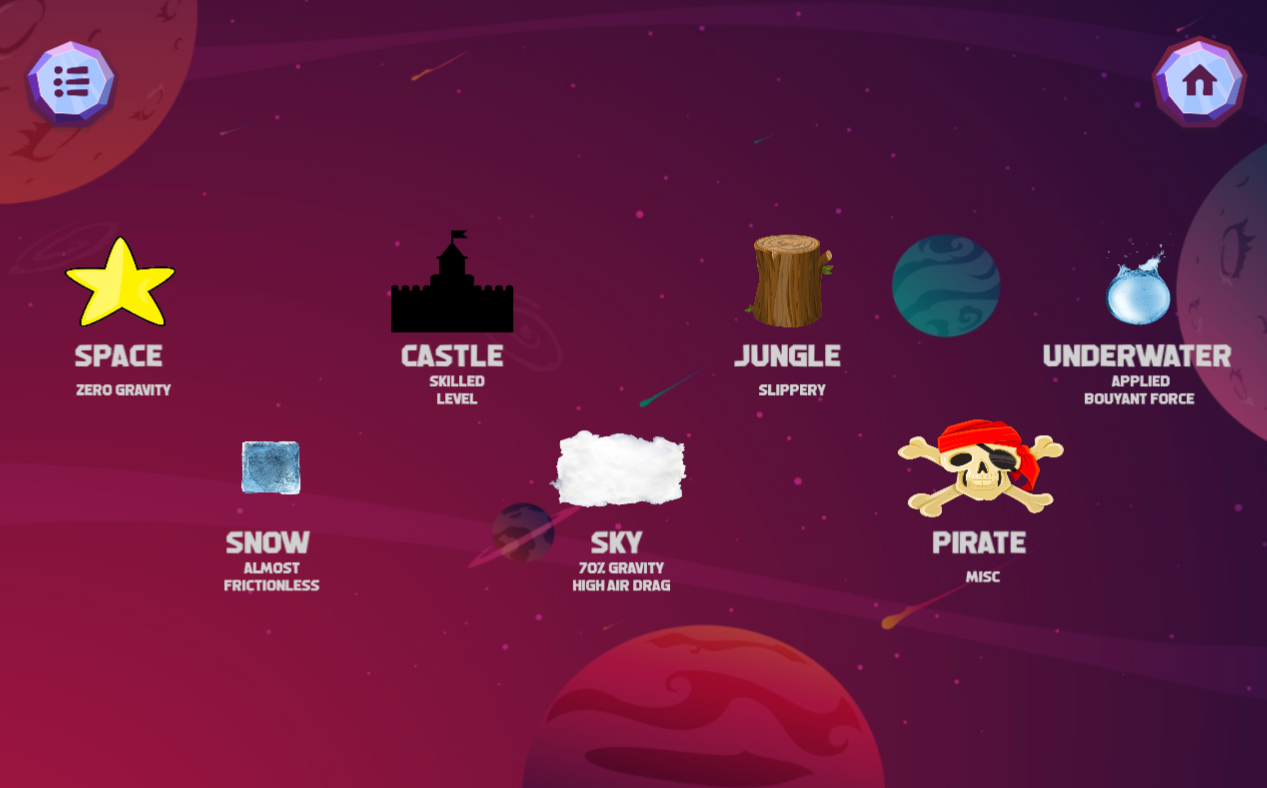 SPACE
ZERO GRAVITY
CASTLE
SKILLED
LEVEL
JUNGLE
SLIPPERY
UNDERWATER
APPLIED
BOUYANT FORCE
SNOW
ALMOST
FRICTIONLESS
SKY
70% GRAVITY
HIGH AIR DRAG
PIRATE
MISC